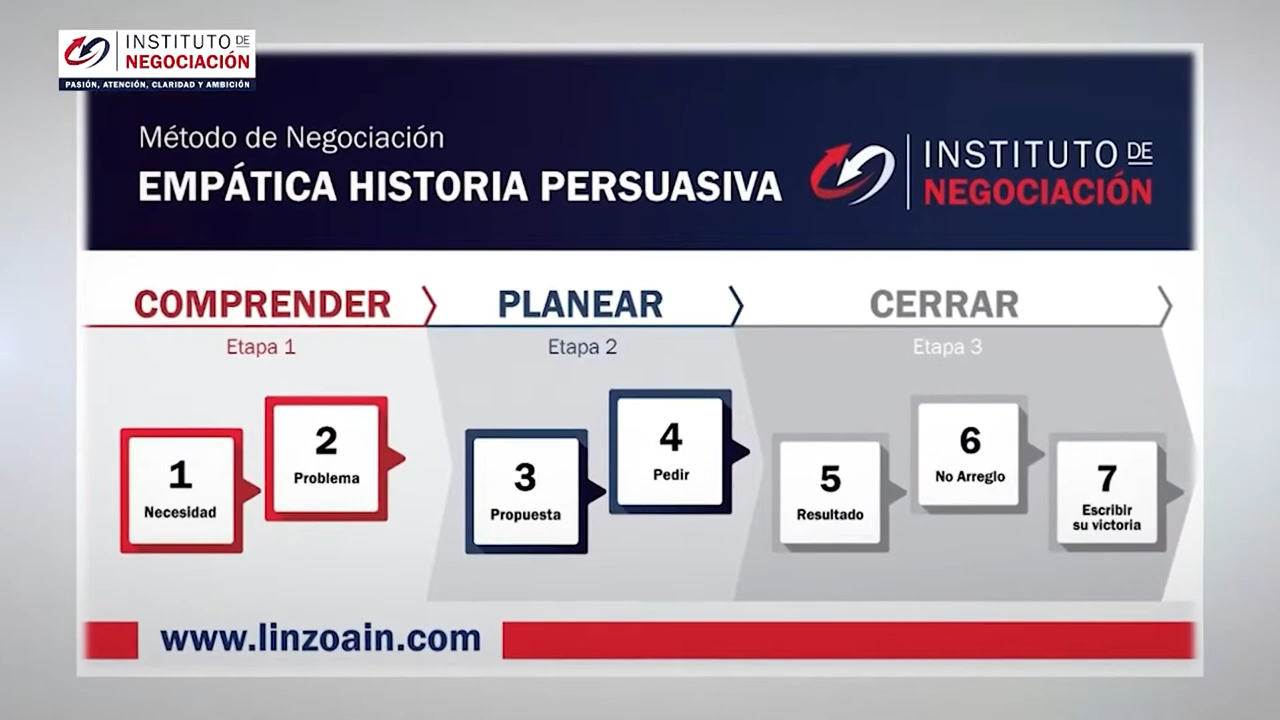 INSTITUTO DE
NEGOCIACIÓN
PASIÓN, ATENCIÓN, CLARIDAD Y AMBICIÓN
Método de Negociación
EMPÁTICA HISTORIA PERSUASIVA
INSTITUTO DE
NEGOCIACIÓN
COMPRENDER
Etapa 1
PLANEAR
Etapa 2
CERRAR
Etapa 3
1
Necesidad
2
Problema
3
Propuesta
4
Pedir
5
Resultado
6
No Arreglo
7
Escribir
su victoria
www.linzoain.com